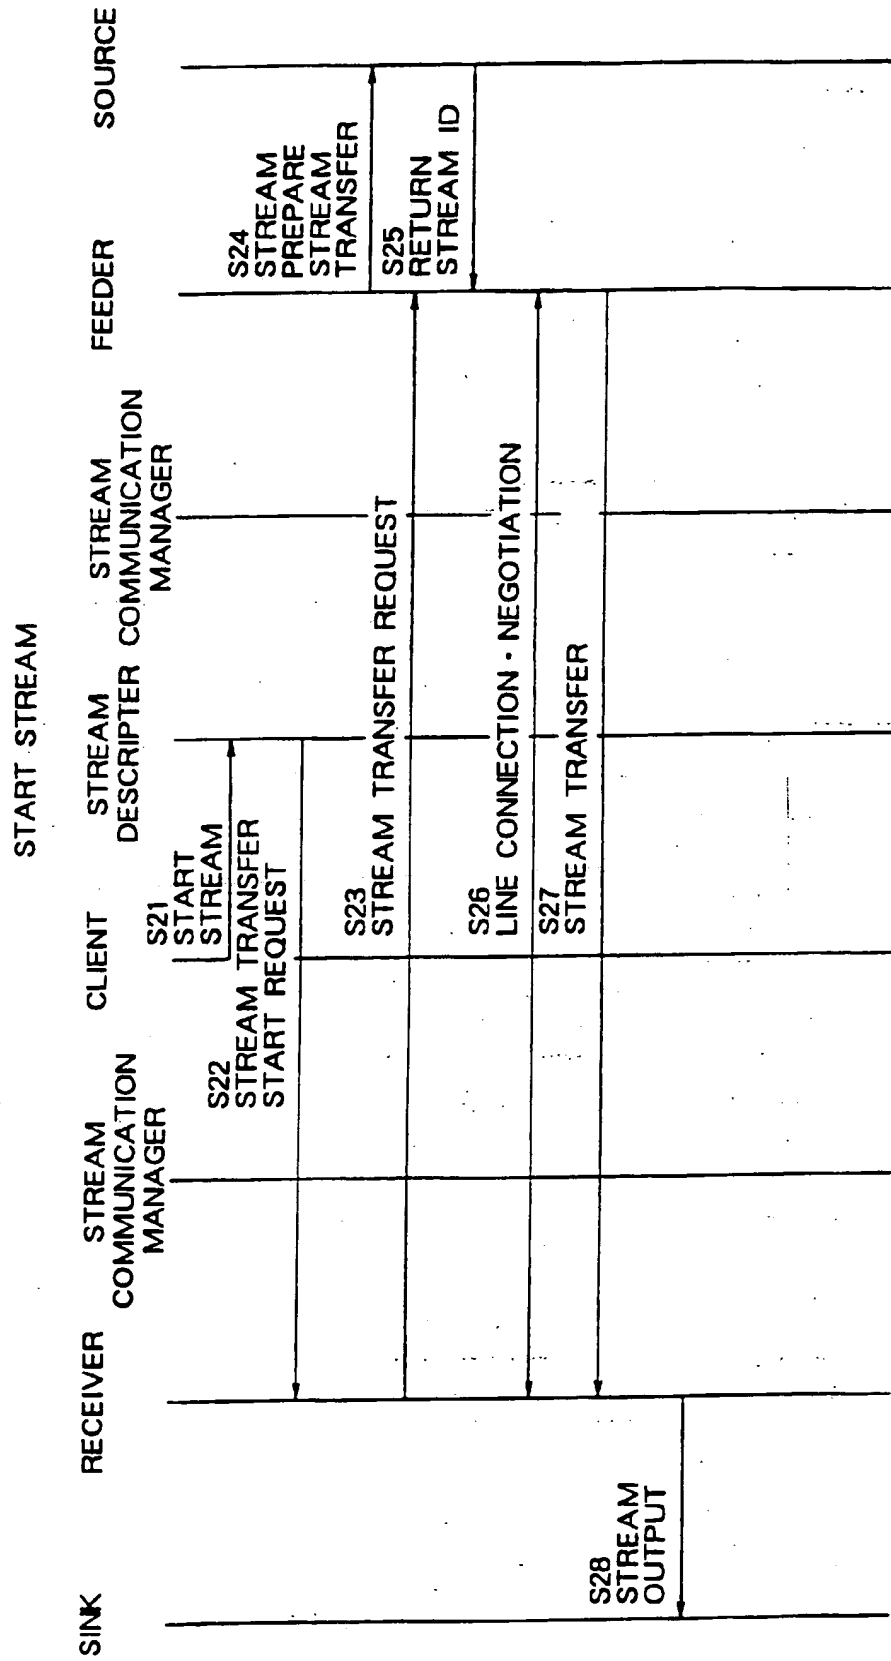 START STREAM
SINK
RECEIVER
STREAM
COMMUNICATION
MANAGER
CLIENT
STREAM
DESCRIPTER
STREAM
COMMUNICATION
MANAGER
FEEDER
SOURCE
S21
START
STREAM
S22
STREAM TRANSFER
START REQUEST
S24
STREAM
PREPARE
STREAM
TRANSFER
S23
STREAM TRANSFER REQUEST
S25
RETURN
STREAM ID
S26
LINE CONNECTION · NEGOTIATION
S27
STREAM TRANSFER
S28
STREAM
OUTPUT